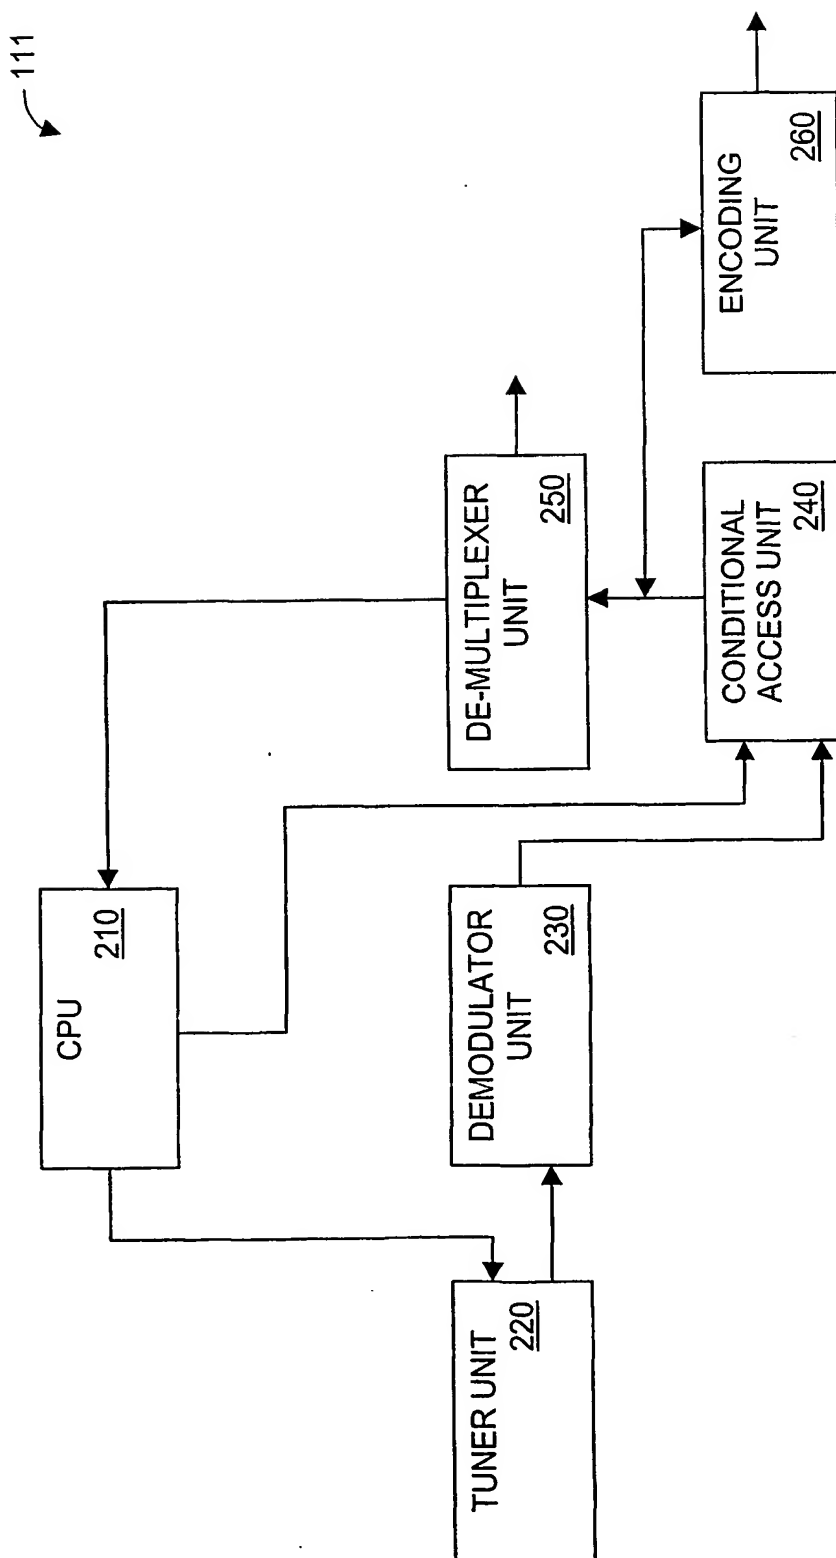 111
CPU
210
TUNER UNIT
220
DEMODULATOR
UNIT
230
DE-MULTIPLEXER
UNIT
250
CONDITIONAL
ACCESS UNIT
240
ENCODING
UNIT
260